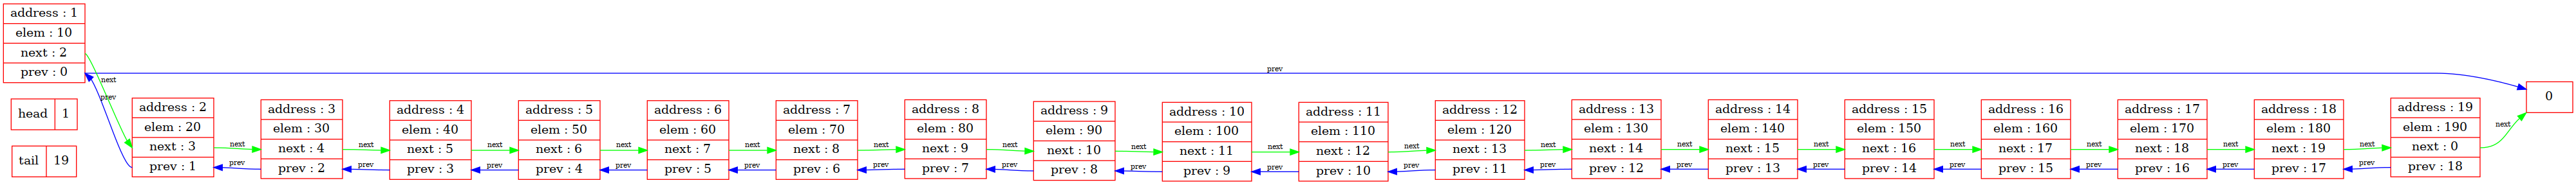 address : 1
elem : 10
next : 2
prev : 0
head 1
tail 19
next
prev
prev
address : 2
elem : 20
next : 3
prev : 1
next
prev
address : 3
elem : 30
next : 4
prev : 2
next
prev
address : 4
elem : 40
next : 5
prev : 3
next
prev
address : 5
elem : 50
next : 6
prev : 4
next
prev
address : 6
elem : 60
next : 7
prev : 5
next
prev
address : 7
elem : 70
next : 8
prev : 6
next
prev
address : 8
elem : 80
next : 9
prev : 7
next
prev
address : 9
elem : 90
next : 10
prev : 8
next
prev
address : 10
elem : 100
next : 11
prev : 9
next
prev
address : 11
elem : 110
next : 12
prev : 10
next
prev
address : 12
elem : 120
next : 13
prev : 11
next
prev
address : 13
elem : 130
next : 14
prev : 12
next
prev
address : 14
elem : 140
next : 15
prev : 13
next
prev
address : 15
elem : 150
next : 16
prev : 14
next
prev
address : 16
elem : 160
next : 17
prev : 15
next
prev
address : 17
elem : 170
next : 18
prev : 16
next
prev
address : 18
elem : 180
next : 19
prev : 17
next
prev
address : 19
elem : 190
next : 0
prev : 18
next
0